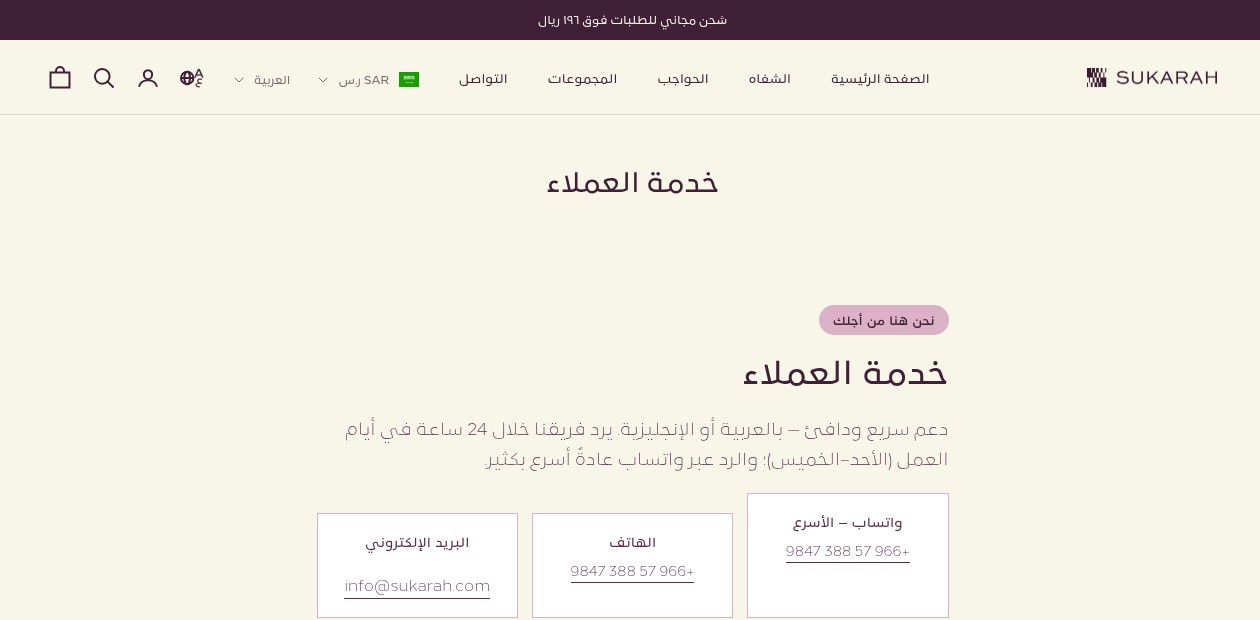 شحن مجاني للطلبات فوق ١٩٦ ريال
SUKARAH
الصفحة الرئيسية
الشفاه
الحواجب
المجموعات
التواصل
SAR ر.س
العربية
خدمة العملاء
نحن هنا من أجلك
خدمة العملاء
دعم سريع ودافئ — بالعربية أو الإنجليزية. يرد فريقنا خلال 24 ساعة في أيام
العمل (الأحد–الخميس)؛ والرد عبر واتساب عادةً أسرع بكثير.
واتساب — الأسرع
+966 57 388 9847
الهاتف
+966 57 388 9847
البريد الإلكتروني
info@sukarah.com